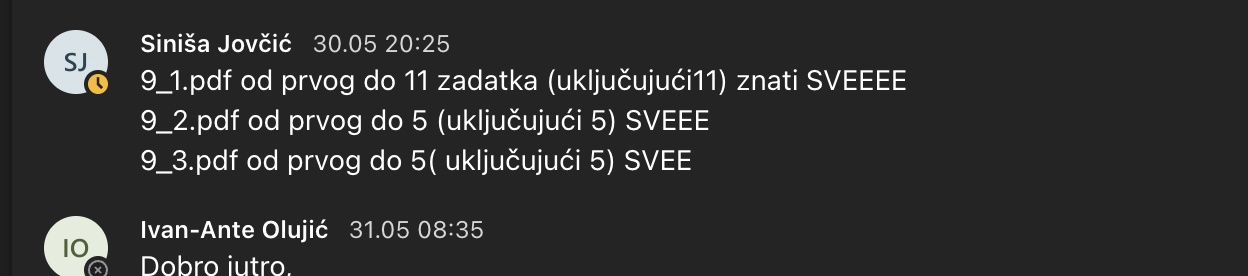 SJ
Siniša Jovčić 30.05 20:25
9_1.pdf od prvog do 11 zadatka (uključujući11) znati SVEEEE
9_2.pdf od prvog do 5 (uključujući 5) SVEEE
9_3.pdf od prvog do 5( uključujući 5) SVEE
IO
Ivan-Ante Olujić 31.05 08:35
Dobro jutro,